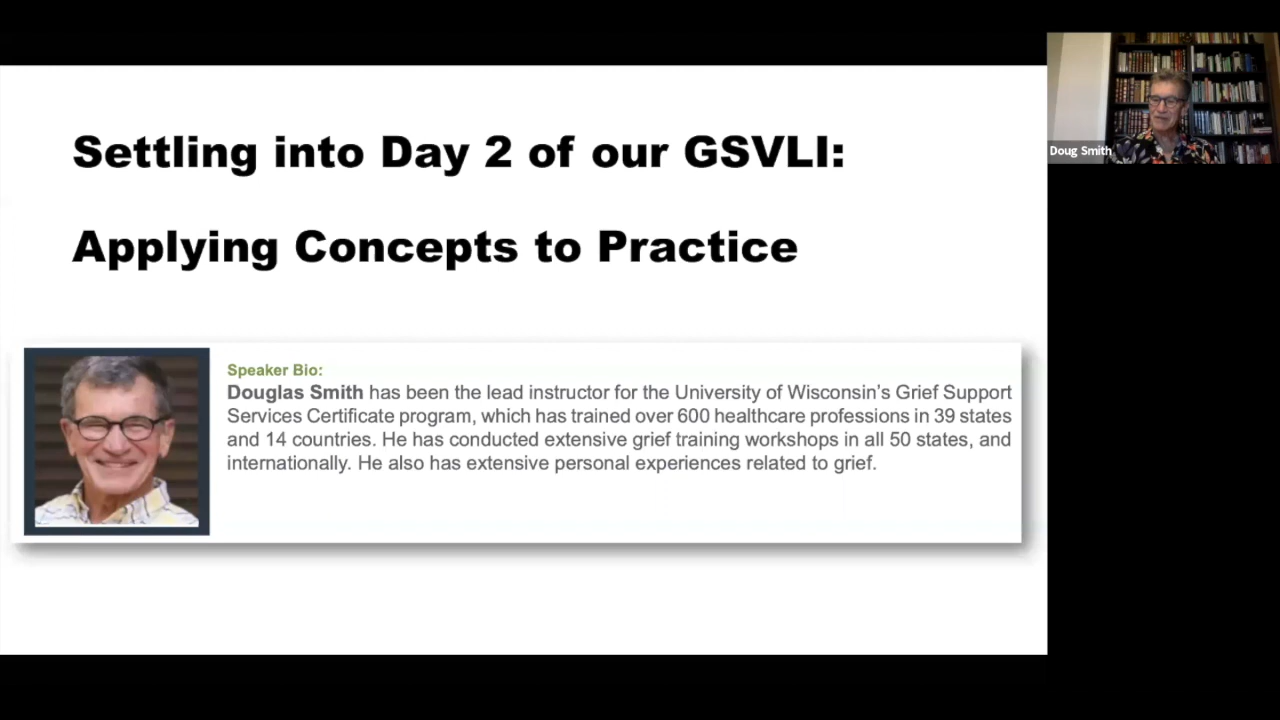 Settling into Day 2 of our GSVLI:
Applying Concepts to Practice
Speaker Bio:
Douglas Smith has been the lead instructor for the University of Wisconsin's Grief Support
Services Certificate program, which has trained over 600 healthcare professions in 39 states
and 14 countries. He has conducted extensive grief training workshops in all 50 states, and
internationally. He also has extensive personal experiences related to grief.
Doug Smith